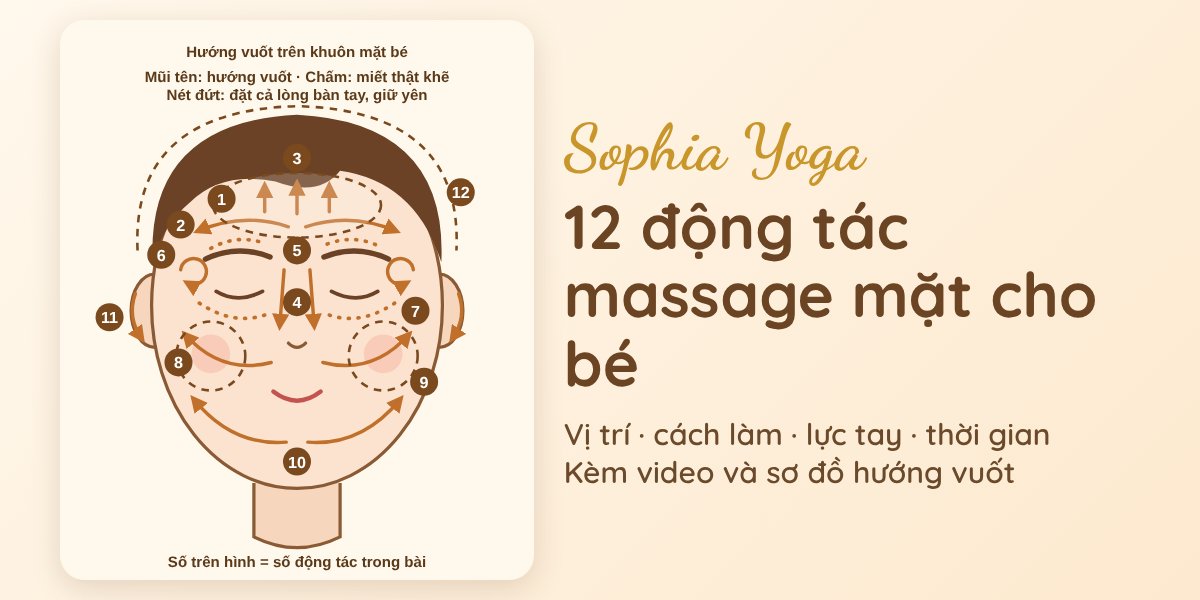 Hướng vuốt trên khuôn mặt bé
Mũi tên: hướng vuốt · Chấm: miết thật khẽ
Nét đứt: đặt cả lòng bàn tay, giữ yên
3
1
12
2
5
6
4
7
11
8
9
10
Số trên hình = số động tác trong bài
Sophia Yoga
12 động tác
massage mặt cho
bé
Vị trí · cách làm · lực tay · thời gian
Kèm video và sơ đồ hướng vuốt